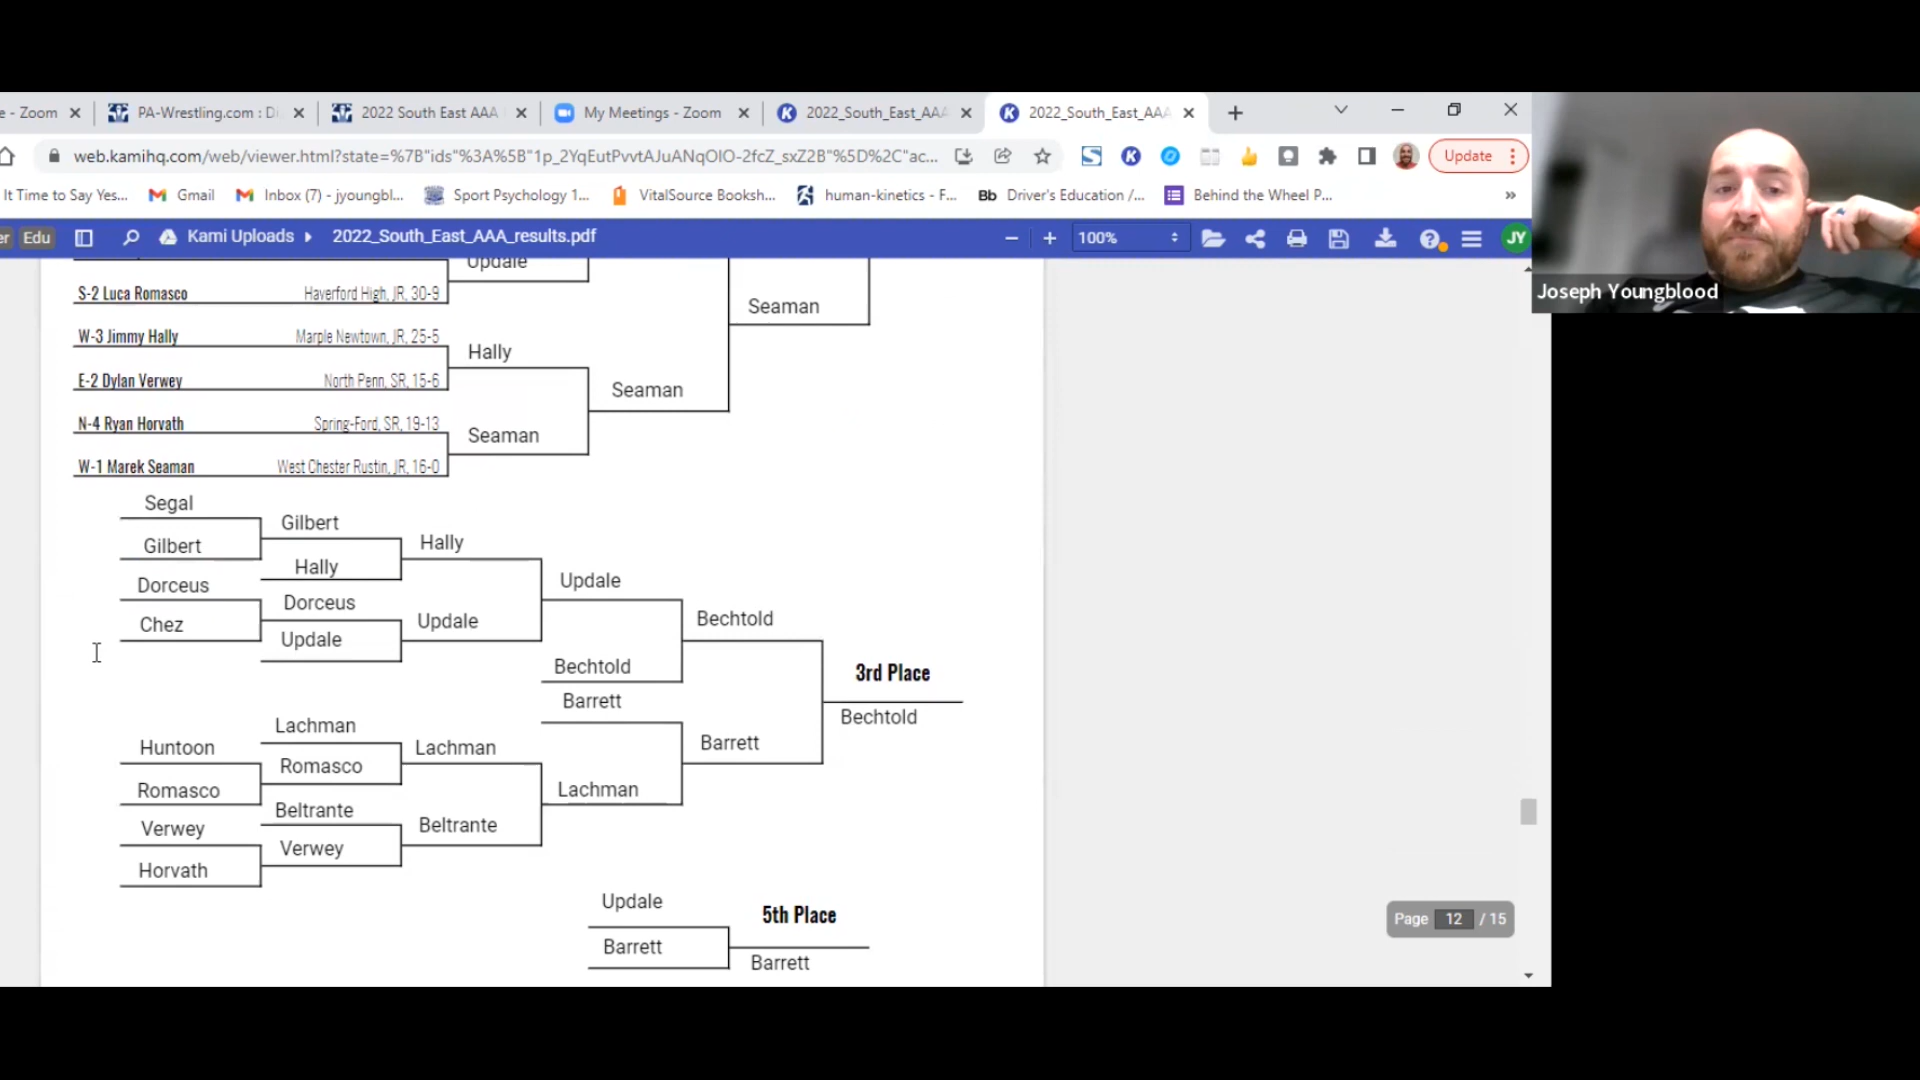 e - Zoom
PA-Wrestling.com : Di
2022 South East AAA
My Meetings - Zoom
2022_South_East_AAA
2022_South_East_AAA
web.kamihq.com/web/viewer.html?state=%7B"ids"%3A%5B"1p_2YqEutPvvtAJuANqOIO-2fcZ_sxZ2B"%5D%2C"ac...
Update
It Time to Say Yes...
Gmail
Inbox (7) - jyoungbl...
Sport Psychology 1...
VitalSource Booksh...
human-kinetics - F...
Bb Driver's Education /...
Behind the Wheel P...
»
er Edu
Kami Uploads
2022_South_East_AAA_results.pdf
100%
JY
Joseph Youngblood
Updale
S-2 Luca Romasco Haverford High, JR, 30-9
Seaman
W-3 Jimmy Hally Marple Newtown, JR, 25-5
Hally
E-2 Dylan Verwey North Penn, SR, 15-6
Seaman
N-4 Ryan Horvath Spring-Ford, SR, 19-13
Seaman
W-1 Marek Seaman West Chester Rustin, JR, 16-0
Segal
Gilbert
Hally
Gilbert
Hally
Updale
Dorceus
Dorceus
Bechtold
Chez
Updale
Updale
Bechtold
3rd Place
Barrett
Bechtold
Lachman
Huntoon
Lachman
Barrett
Romasco
Romasco
Lachman
Beltrante
Verwey
Beltrante
Verwey
Horvath
Updale
5th Place
Barrett
Barrett
Page 12 / 15